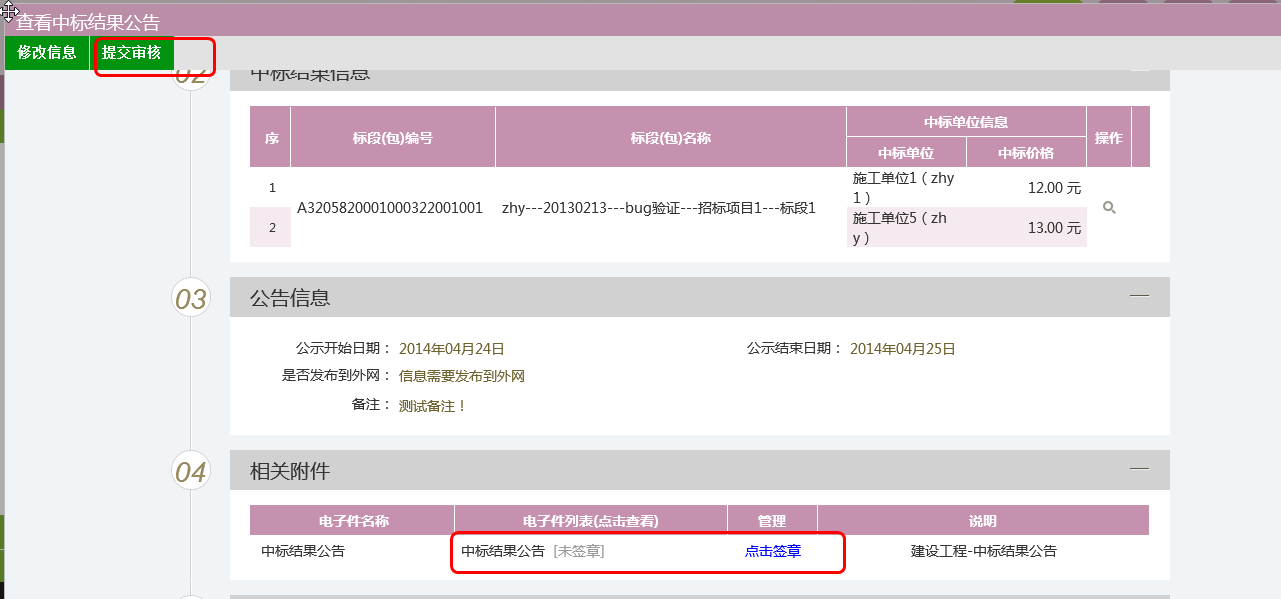 查看中标结果公告
修改信息 提交审核
02 中标结果信息
序 标段(包)编号 标段(包)名称 中标单位信息 操作
中标单位 中标价格
1 A3205820001000322001001 zhy---20130213---bug验证---招标项目1---标段1 施工单位1（zhy1） 12.00 元
2 施工单位5（zhy） 13.00 元
03 公告信息
公示开始日期： 2014年04月24日 公示结束日期： 2014年04月25日
是否发布到外网： 信息需要发布到外网
备注： 测试备注！
04 相关附件
电子件名称 电子件列表(点击查看) 管理 说明
中标结果公告 中标结果公告 [未签章] 点击签章 建设工程-中标结果公告